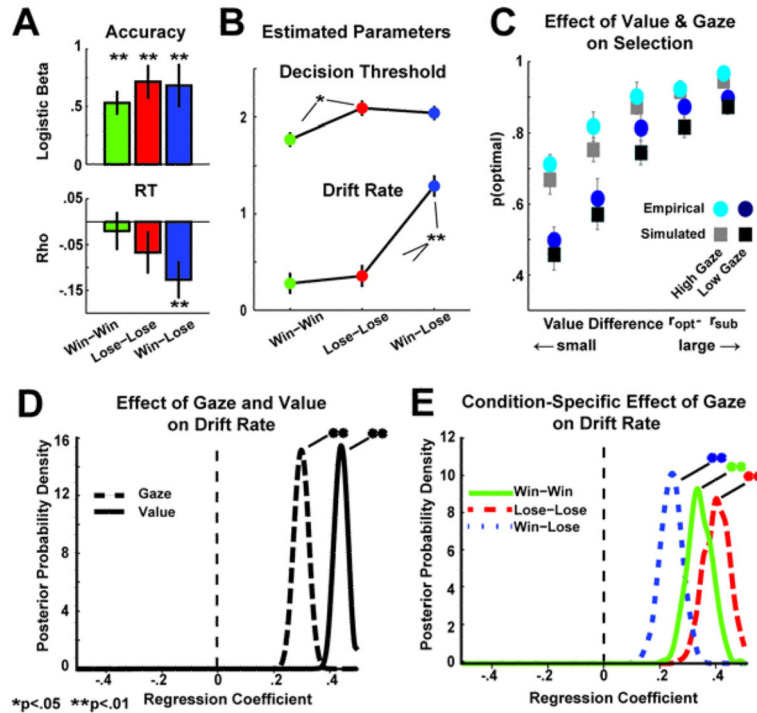 A
Accuracy
** ** **
Logistic Beta
1
.5
0
RT
.05
-.05
-.15
Rho
**
Win-Win
Lose-Lose
Win-Lose
B
Estimated Parameters
Decision Threshold
*
2
1
0
Drift Rate
**
Win-Win
Lose-Lose
Win-Lose
C
Effect of Value & Gaze
on Selection
p(optimal)
1
.8
.6
.4
Empirical
Simulated
High Gaze
Low Gaze
Value Difference ropt- rsub
← small
large →
D
Effect of Gaze and Value
on Drift Rate
Posterior Probability Density
16
12
8
4
0
Gaze
Value
-.4 -.2 0 .2 .4
Regression Coefficient
*p<.05 **p<.01
E
Condition-Specific Effect of Gaze
on Drift Rate
Posterior Probability Density
12
10
8
6
4
2
0
Win-Win
Lose-Lose
Win-Lose
-.4 -.2 0 .2 .4
Regression Coefficient